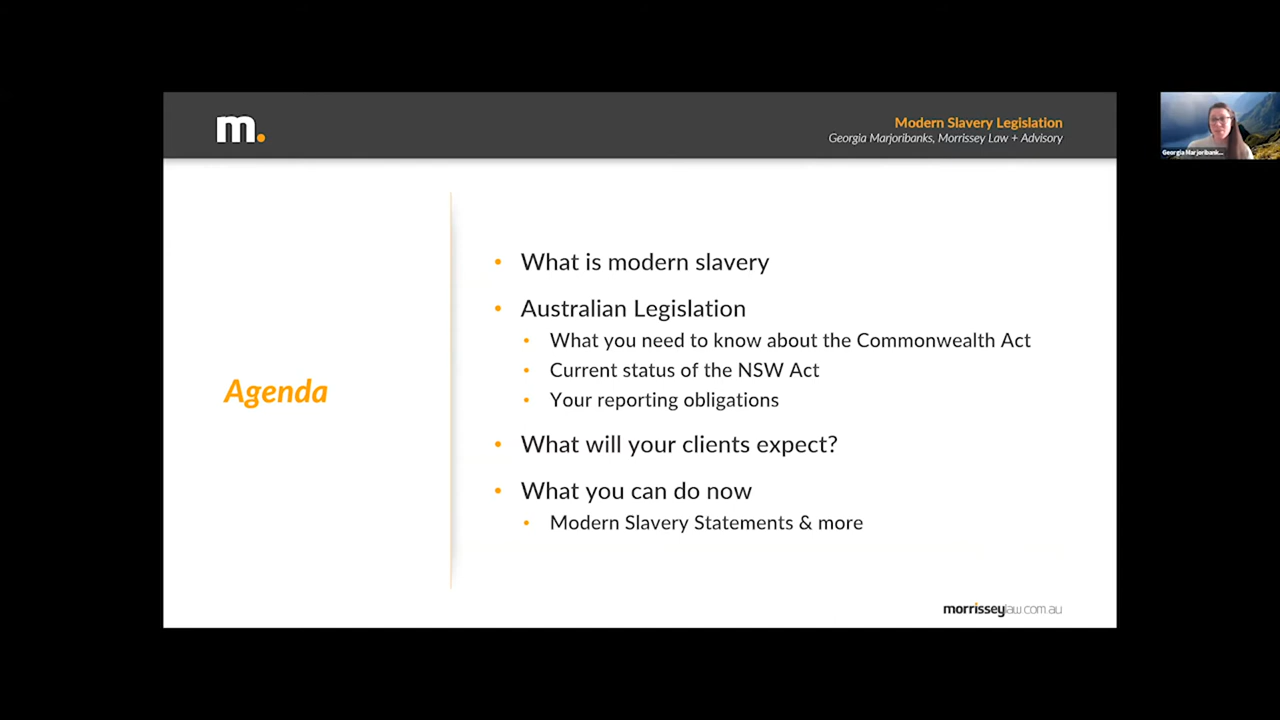 m.
Modern Slavery Legislation
Georgia Marjoribanks, Morrissey Law + Advisory
Georgia Marjoribank...
Agenda
• What is modern slavery
• Australian Legislation
• What you need to know about the Commonwealth Act
• Current status of the NSW Act
• Your reporting obligations
• What will your clients expect?
• What you can do now
• Modern Slavery Statements & more
morrisseylaw.com.au